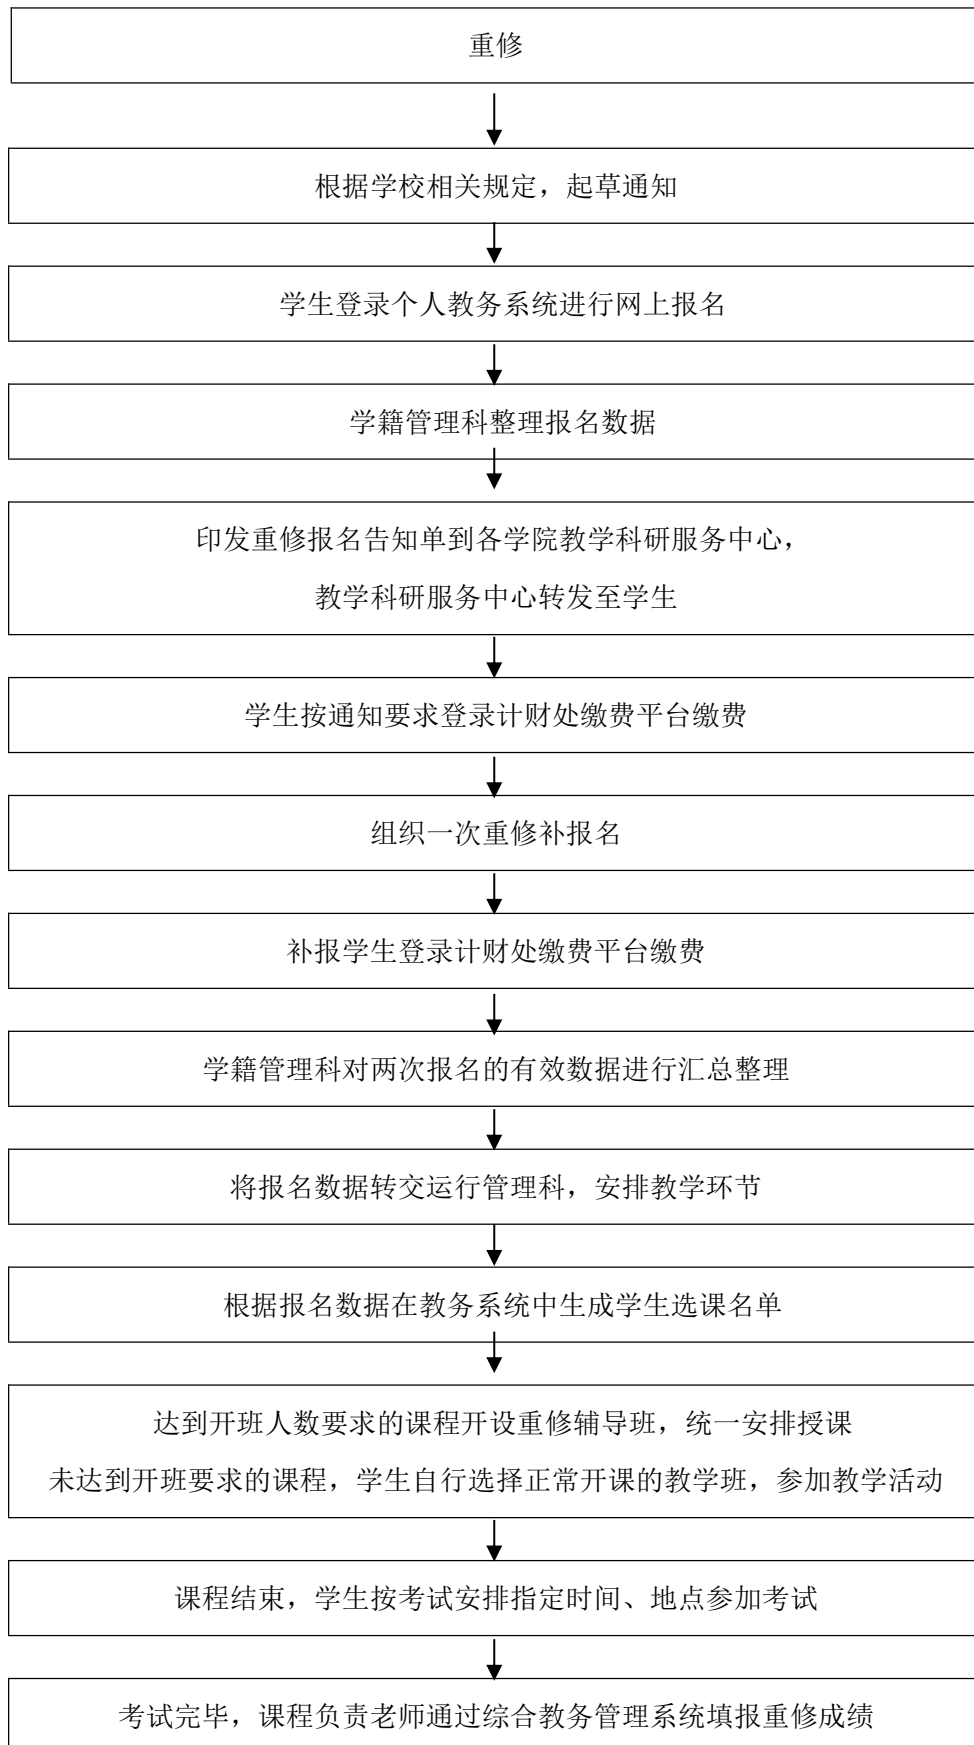 重修
根据学校相关规定，起草通知
学生登录个人教务系统进行网上报名
学籍管理科整理报名数据
印发重修报名告知单到各学院教学科研服务中心，
教学科研服务中心转发至学生
学生按通知要求登录计财处缴费平台缴费
组织一次重修补报名
补报学生登录计财处缴费平台缴费
学籍管理科对两次报名的有效数据进行汇总整理
将报名数据转交运行管理科，安排教学环节
根据报名数据在教务系统中生成学生选课名单
达到开班人数要求的课程开设重修辅导班，统一安排授课
未达到开班要求的课程，学生自行选择正常开课的教学班，参加教学活动
课程结束，学生按考试安排指定时间、地点参加考试
考试完毕，课程负责老师通过综合教务管理系统填报重修成绩